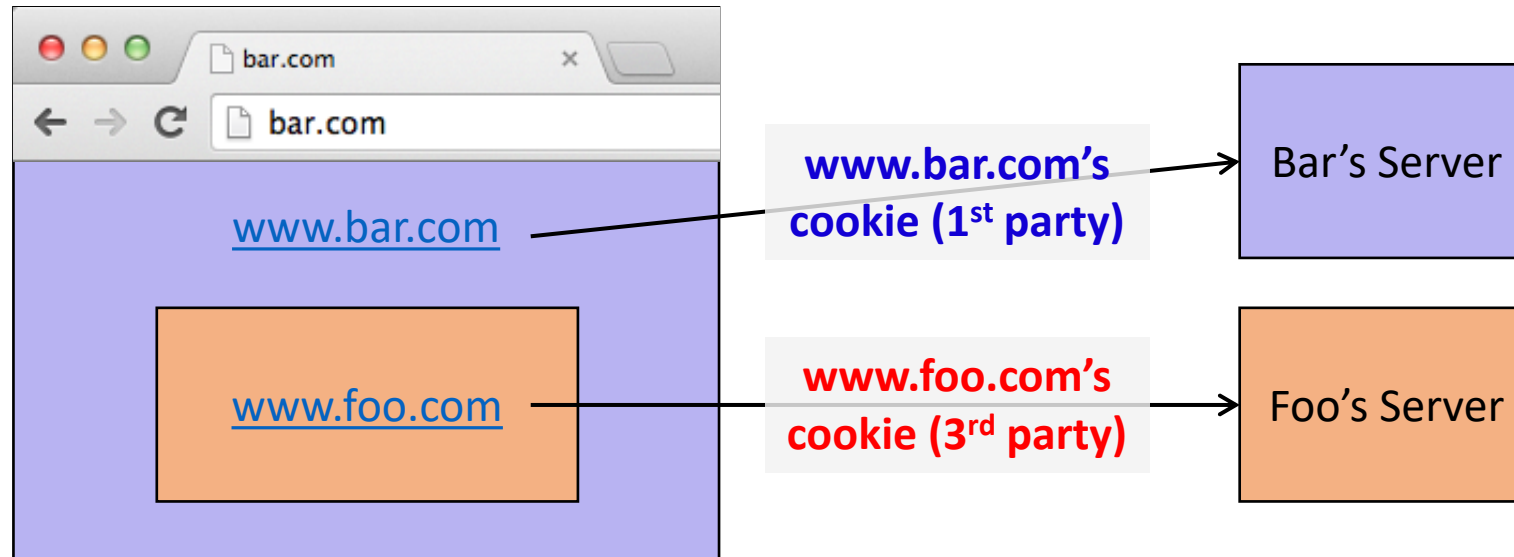 bar.com
bar.com
www.bar.com
www.foo.com
www.bar.com’s
cookie (1st party)
www.foo.com’s
cookie (3rd party)
Bar’s Server
Foo’s Server